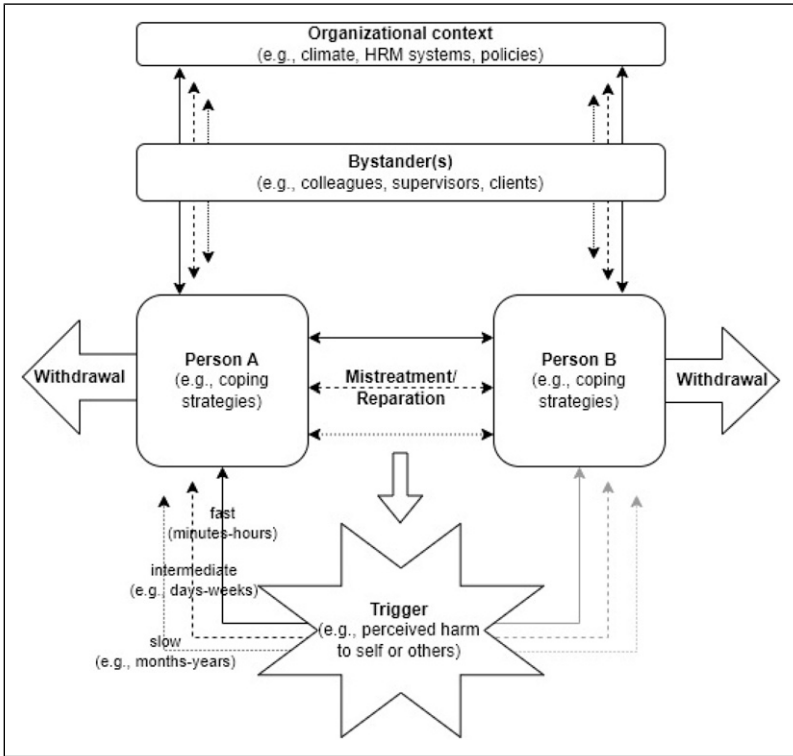 Organizational context
(e.g., climate, HRM systems, policies)
Bystander(s)
(e.g., colleagues, supervisors, clients)
Withdrawal
Person A
(e.g., coping
strategies)
Mistreatment/
Reparation
Person B
(e.g., coping
strategies)
Withdrawal
fast
(minutes-hours)
intermediate
(e.g., days-weeks)
slow
(e.g., months-years)
Trigger
(e.g., perceived harm
to self or others)